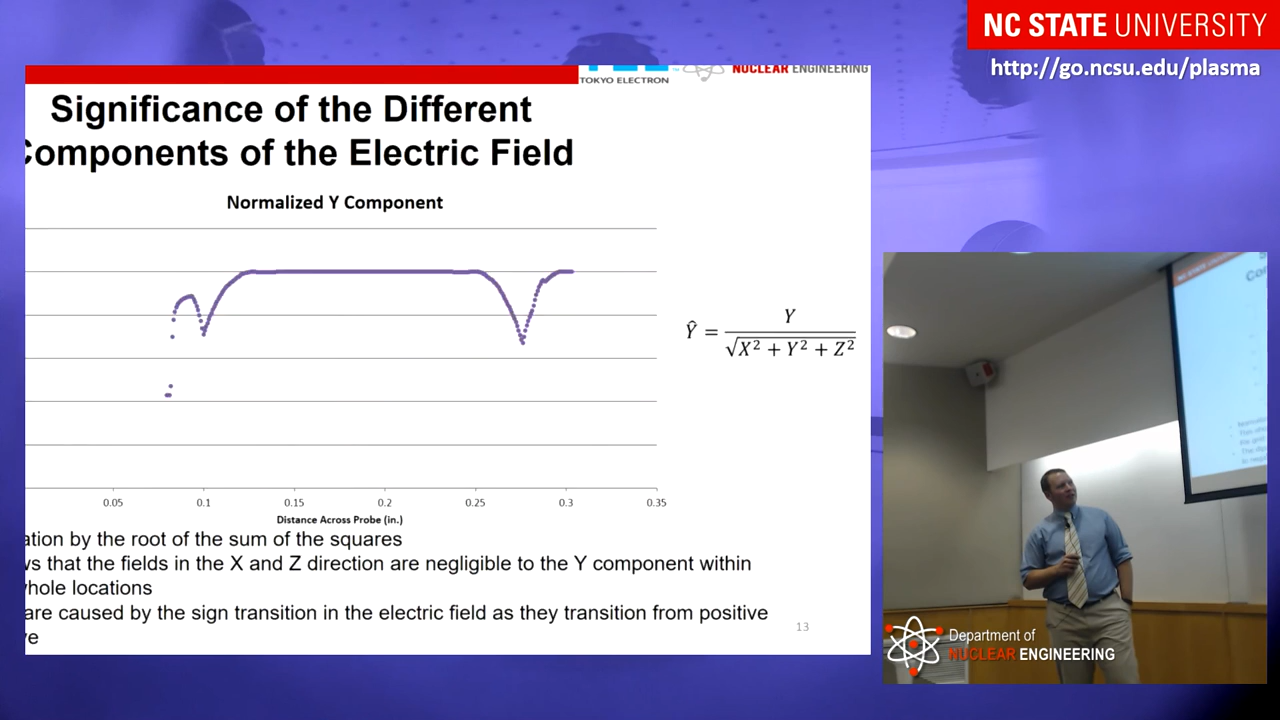 NC STATE UNIVERSITY
http://go.ncsu.edu/plasma
TOKYO ELECTRON
NUCLEAR ENGINEERING
Significance of the Different
Components of the Electric Field
Normalized Y Component
Ŷ = Y / √X² + Y² + Z²
0.05 0.1 0.15 0.2 0.25 0.3 0.35
Distance Across Probe (in.)
ation by the root of the sum of the squares
ws that the fields in the X and Z direction are negligible to the Y component within
whole locations
are caused by the sign transition in the electric field as they transition from positive
ve
13
Department of
NUCLEAR ENGINEERING